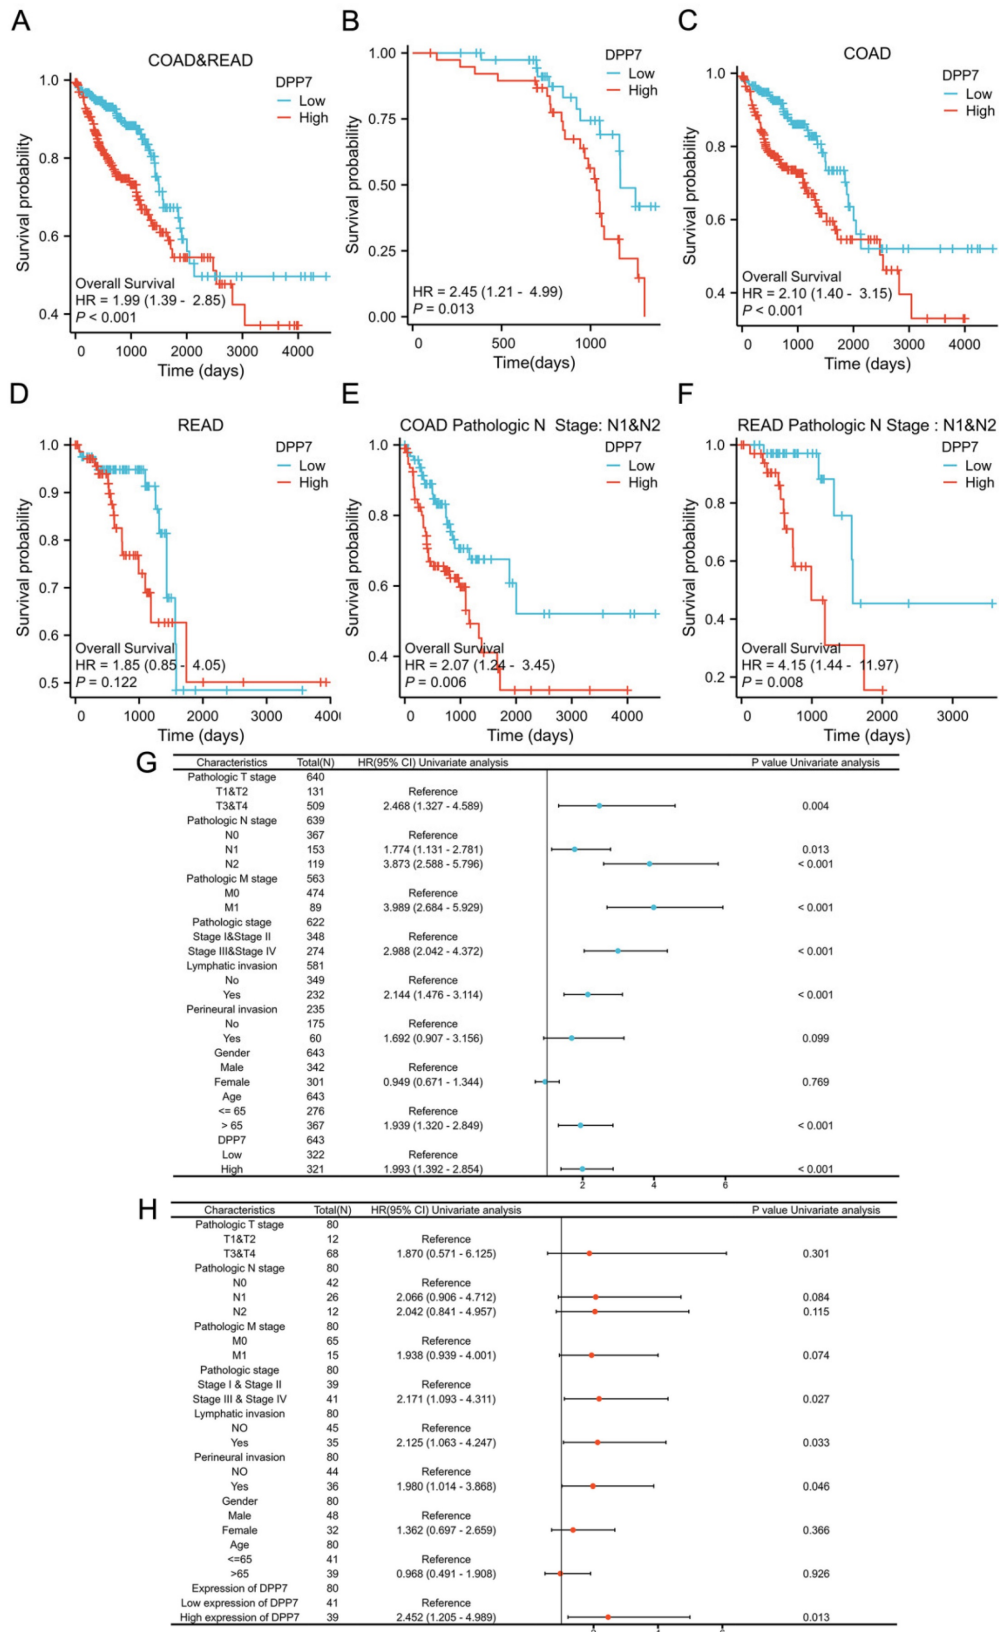 A
COAD&READ
DPP7
Low
High
Survival probability
1.0
0.8
0.6
0.4
Overall Survival
HR = 1.99 (1.39 - 2.85)
P < 0.001
0 1000 2000 3000 4000
Time (days)
B
DPP7
Low
High
Survival probability
1.00
0.75
0.50
0.25
0.00
HR = 2.45 (1.21 - 4.99)
P = 0.013
0 500 1000
Time(days)
C
COAD
DPP7
Low
High
Survival probability
1.0
0.8
0.6
0.4
Overall Survival
HR = 2.10 (1.40 - 3.15)
P < 0.001
0 1000 2000 3000 4000
Time (days)
D
READ
DPP7
Low
High
Survival probability
1.0
0.9
0.8
0.7
0.6
0.5
Overall Survival
HR = 1.85 (0.85 - 4.05)
P = 0.122
0 1000 2000 3000 4000
Time (days)
E
COAD Pathologic N Stage: N1&N2
DPP7
Low
High
Survival probability
1.0
0.8
0.6
0.4
Overall Survival
HR = 2.07 (1.24 - 3.45)
P = 0.006
0 1000 2000 3000 4000
Time (days)
F
READ Pathologic N Stage : N1&N2
DPP7
Low
High
Survival probability
1.0
0.8
0.6
0.4
0.2
Overall Survival
HR = 4.15 (1.44 - 11.97)
P = 0.008
0 1000 2000 3000
Time (days)
G
Characteristics Total(N) HR(95% CI) Univariate analysis P value Univariate analysis
Pathologic T stage 640
T1&T2 131 Reference
T3&T4 509 2.468 (1.327 - 4.589) 0.004
Pathologic N stage 639
N0 367 Reference
N1 153 1.774 (1.131 - 2.781) 0.013
N2 119 3.873 (2.588 - 5.796) < 0.001
Pathologic M stage 563
M0 474 Reference
M1 89 3.989 (2.684 - 5.929) < 0.001
Pathologic stage 622
Stage I&Stage II 348 Reference
Stage III&Stage IV 274 2.988 (2.042 - 4.372) < 0.001
Lymphatic invasion 581
No 349 Reference
Yes 232 2.144 (1.476 - 3.114) < 0.001
Perineural invasion 235
No 175 Reference
Yes 60 1.692 (0.907 - 3.156) 0.099
Gender 643
Male 342 Reference
Female 301 0.949 (0.671 - 1.344) 0.769
Age 643
<= 65 276 Reference
> 65 367 1.939 (1.320 - 2.849) < 0.001
DPP7 643
Low 322 Reference
High 321 1.993 (1.392 - 2.854) < 0.001
2 4 6
H
Characteristics Total(N) HR(95% CI) Univariate analysis P value Univariate analysis
Pathologic T stage 80
T1&T2 12 Reference
T3&T4 68 1.870 (0.571 - 6.125) 0.301
Pathologic N stage 80
N0 42 Reference
N1 26 2.066 (0.906 - 4.712) 0.084
N2 12 2.042 (0.841 - 4.957) 0.115
Pathologic M stage 80
M0 65 Reference
M1 15 1.938 (0.939 - 4.001) 0.074
Pathologic stage 80
Stage I & Stage II 39 Reference
Stage III & Stage IV 41 2.171 (1.093 - 4.311) 0.027
Lymphatic invasion 80
NO 45 Reference
Yes 35 2.125 (1.063 - 4.247) 0.033
Perineural invasion 80
NO 44 Reference
Yes 36 1.980 (1.014 - 3.868) 0.046
Gender 80
Male 48 Reference
Female 32 1.362 (0.697 - 2.659) 0.366
Age 80
<=65 41 Reference
>65 39 0.968 (0.491 - 1.908) 0.926
Expression of DPP7 80
Low expression of DPP7 41 Reference
High expression of DPP7 39 2.452 (1.205 - 4.989) 0.013